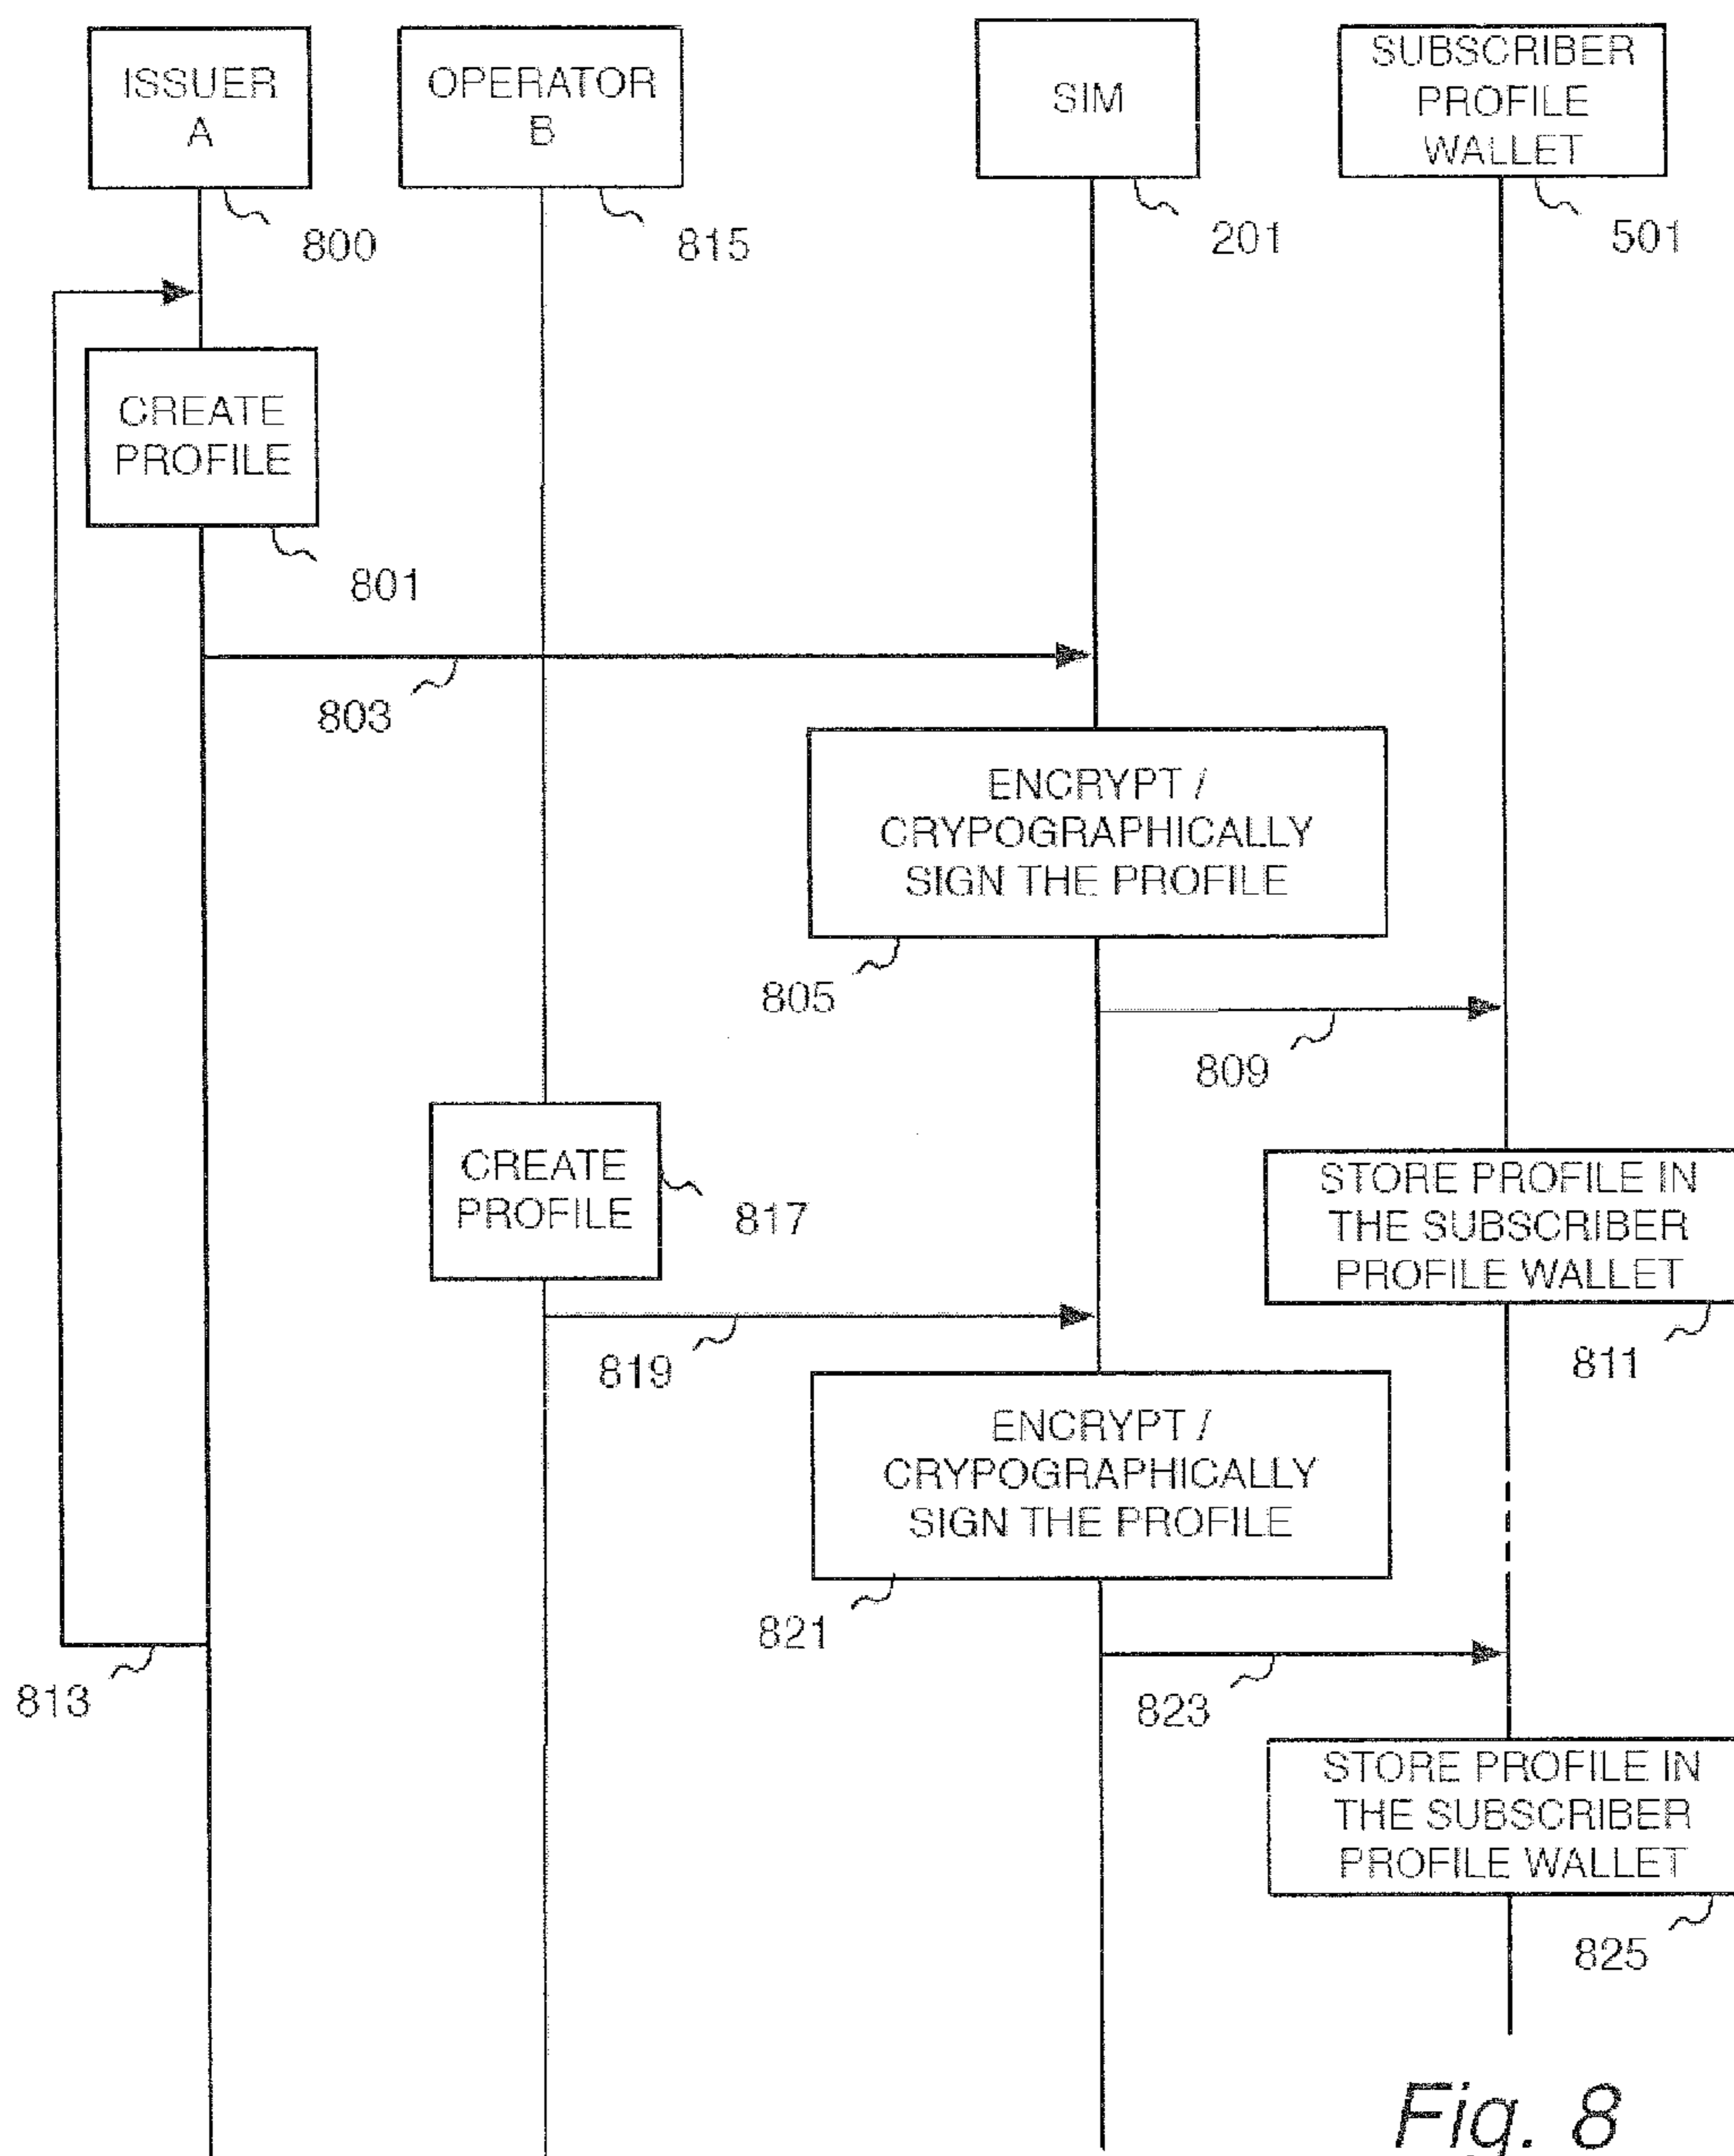 ISSUER
A
OPERATOR
B
SIM
SUBSCRIBER
PROFILE
WALLET
800
815
201
501
CREATE
PROFILE
801
803
ENCRYPT /
CRYPOGRAPHICALLY
SIGN THE PROFILE
805
809
CREATE
PROFILE
817
STORE PROFILE IN
THE SUBSCRIBER
PROFILE WALLET
811
819
ENCRYPT /
CRYPOGRAPHICALLY
SIGN THE PROFILE
821
813
823
STORE PROFILE IN
THE SUBSCRIBER
PROFILE WALLET
825
Fig. 8